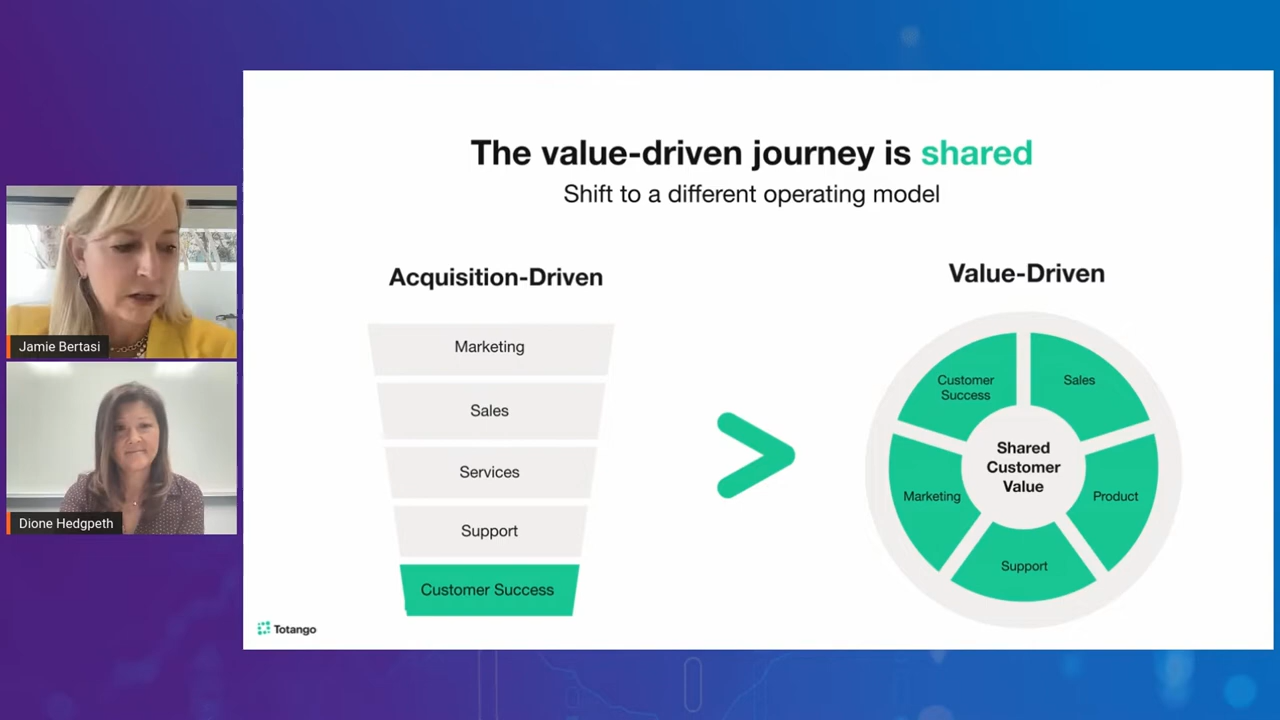 The value-driven journey is shared
Shift to a different operating model
Acquisition-Driven
Marketing
Sales
Services
Support
Customer Success
Value-Driven
Customer
Success
Sales
Marketing
Shared
Customer
Value
Product
Support
Totango
Jamie Bertasi
Dione Hedgpeth